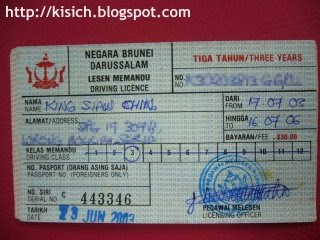 http://kisich.blogspot.com
NEGARA BRUNEI
DARUSSALAM
LESEN MEMANDU
DRIVING LICENCE
TIGA TAHUN/THREE YEARS
NO.
NO.
NAMA
NAME
KING SIAW CHIN
DARI
FROM
17.07.03
ALAMAT/ADDRESS
HINGGA
TO
16.07.06
BAYARAN/FEE $30.00
KELAS MEMANDU
DRIVING CLASS
1 2 3 4 5 6 7 8 9 10 11 12
NO. PASPORT (ORANG ASING SAJA)
PASSPORT NO. (FOREIGNERS ONLY)
NO. SIRI
SERIAL NO
C 443346
TARIKH
DATE
23 JUN 2003
PEGAWAI MELESEN
LICENSING OFFICER